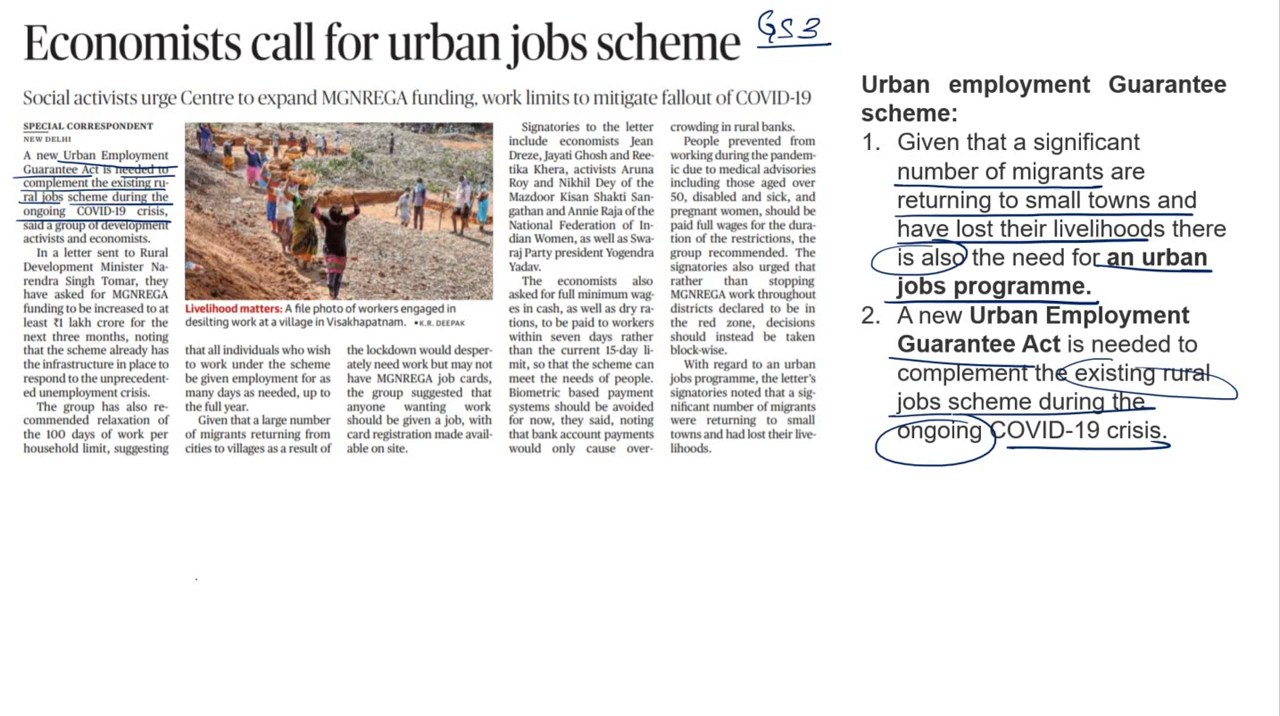 Economists call for urban jobs scheme
GS3
Social activists urge Centre to expand MGNREGA funding, work limits to mitigate fallout of COVID-19
SPECIAL CORRESPONDENT
NEW DELHI
A new Urban Employment
Guarantee Act is needed to
complement the existing ru-
ral jobs scheme during the
ongoing COVID-19 crisis,
said a group of development
activists and economists.
In a letter sent to Rural
Development Minister Na-
rendra Singh Tomar, they
have asked for MGNREGA
funding to be increased to at
least ₹1 lakh crore for the
next three months, noting
that the scheme already has
the infrastructure in place to
respond to the unprecedent-
ed unemployment crisis.
The group has also re-
commended relaxation of
the 100 days of work per
household limit, suggesting
Livelihood matters: A file photo of workers engaged in
desilting work at a village in Visakhapatnam. •K.R. DEEPAK
that all individuals who wish
to work under the scheme
be given employment for as
many days as needed, up to
the full year.
Given that a large number
of migrants returning from
cities to villages as a result of
the lockdown would desper-
ately need work but may not
have MGNREGA job cards,
the group suggested that
anyone wanting work
should be given a job, with
card registration made avail-
able on site.
Signatories to the letter
include economists Jean
Dreze, Jayati Ghosh and Ree-
tika Khera, activists Aruna
Roy and Nikhil Dey of the
Mazdoor Kisan Shakti San-
gathan and Annie Raja of the
National Federation of In-
dian Women, as well as Swa-
raj Party president Yogendra
Yadav.
The economists also
asked for full minimum wag-
es in cash, as well as dry ra-
tions, to be paid to workers
within seven days rather
than the current 15-day li-
mit, so that the scheme can
meet the needs of people.
Biometric based payment
systems should be avoided
for now, they said, noting
that bank account payments
would only cause over-
crowding in rural banks.
People prevented from
working during the pandem-
ic due to medical advisories
including those aged over
50, disabled and sick, and
pregnant women, should be
paid full wages for the dura-
tion of the restrictions, the
group recommended. The
signatories also urged that
rather than stopping
MGNREGA work throughout
districts declared to be in
the red zone, decisions
should instead be taken
block-wise.
With regard to an urban
jobs programme, the letter's
signatories noted that a sig-
nificant number of migrants
were returning to small
towns and had lost their live-
lihoods.
Urban employment Guarantee
scheme:
1. Given that a significant
number of migrants are
returning to small towns and
have lost their livelihoods there
is also the need for an urban
jobs programme.
2. A new Urban Employment
Guarantee Act is needed to
complement the existing rural
jobs scheme during the
ongoing COVID-19 crisis.